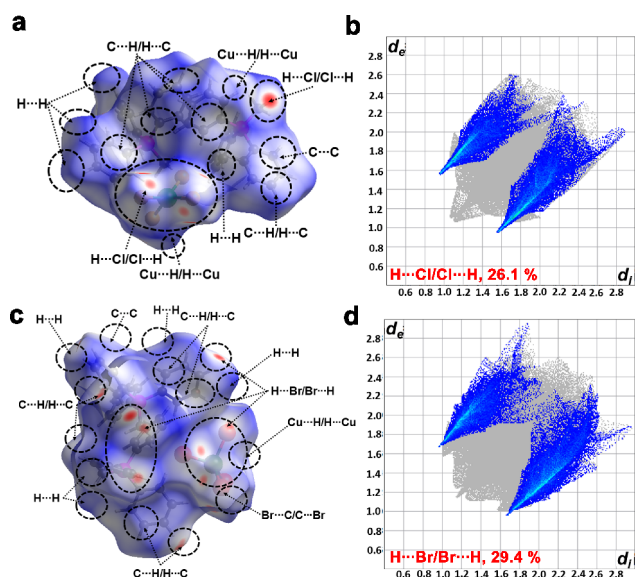 a
C···H/H···C
Cu···H/H···Cu
H···Cl/Cl···H
H···H
C···C
C···H/H···C
H···H
H···Cl/Cl···H
Cu···H/H···Cu
b
de
2.8
2.6
2.4
2.2
2.0
1.8
1.6
1.4
1.2
1.0
0.8
0.6
H···Cl/Cl···H, 26.1 %
di
0.6 0.8 1.0 1.2 1.4 1.6 1.8 2.0 2.2 2.4 2.6 2.8
c
C···C
H···H
H···H
C···H/H···C
H···H
C···H/H···C
H···Br/Br···H
Cu···H/H···Cu
H···H
Br···C/C···Br
C···H/H···C
d
de
2.8
2.6
2.4
2.2
2.0
1.8
1.6
1.4
1.2
1.0
0.8
0.6
H···Br/Br···H, 29.4 %
di
0.6 0.8 1.0 1.2 1.4 1.6 1.8 2.0 2.2 2.4 2.6 2.8